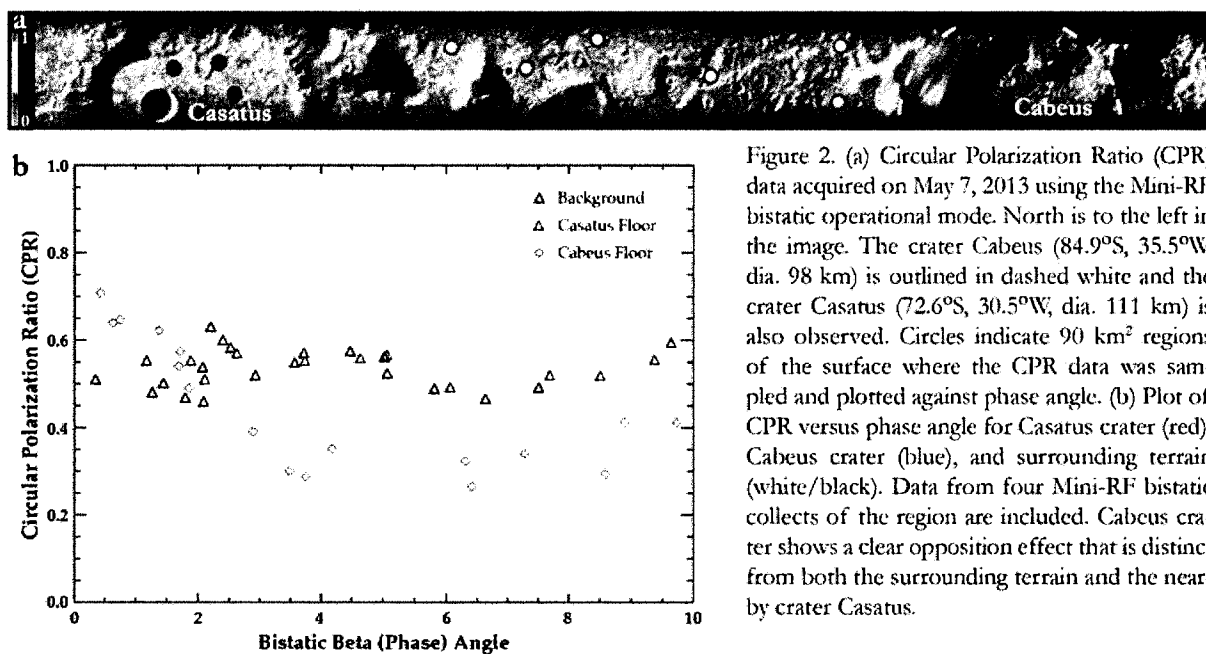 a
1
0
Casatus
Cabeus
b
Circular Polarization Ratio (CPR)
1.0
0.8
0.6
0.4
0.2
0.0
Background
Casatus Floor
Cabeus Floor
0 2 4 6 8 10
Bistatic Beta (Phase) Angle
Figure 2. (a) Circular Polarization Ratio (CPR)
data acquired on May 7, 2013 using the Mini-RF
bistatic operational mode. North is to the left in
the image. The crater Cabeus (84.9°S, 35.5°W,
dia. 98 km) is outlined in dashed white and the
crater Casatus (72.6°S, 30.5°W, dia. 111 km) is
also observed. Circles indicate 90 km² regions
of the surface where the CPR data was sam-
pled and plotted against phase angle. (b) Plot of
CPR versus phase angle for Casatus crater (red),
Cabeus crater (blue), and surrounding terrain
(white/black). Data from four Mini-RF bistatic
collects of the region are included. Cabeus cra-
ter shows a clear opposition effect that is distinct
from both the surrounding terrain and the near-
by crater Casatus.